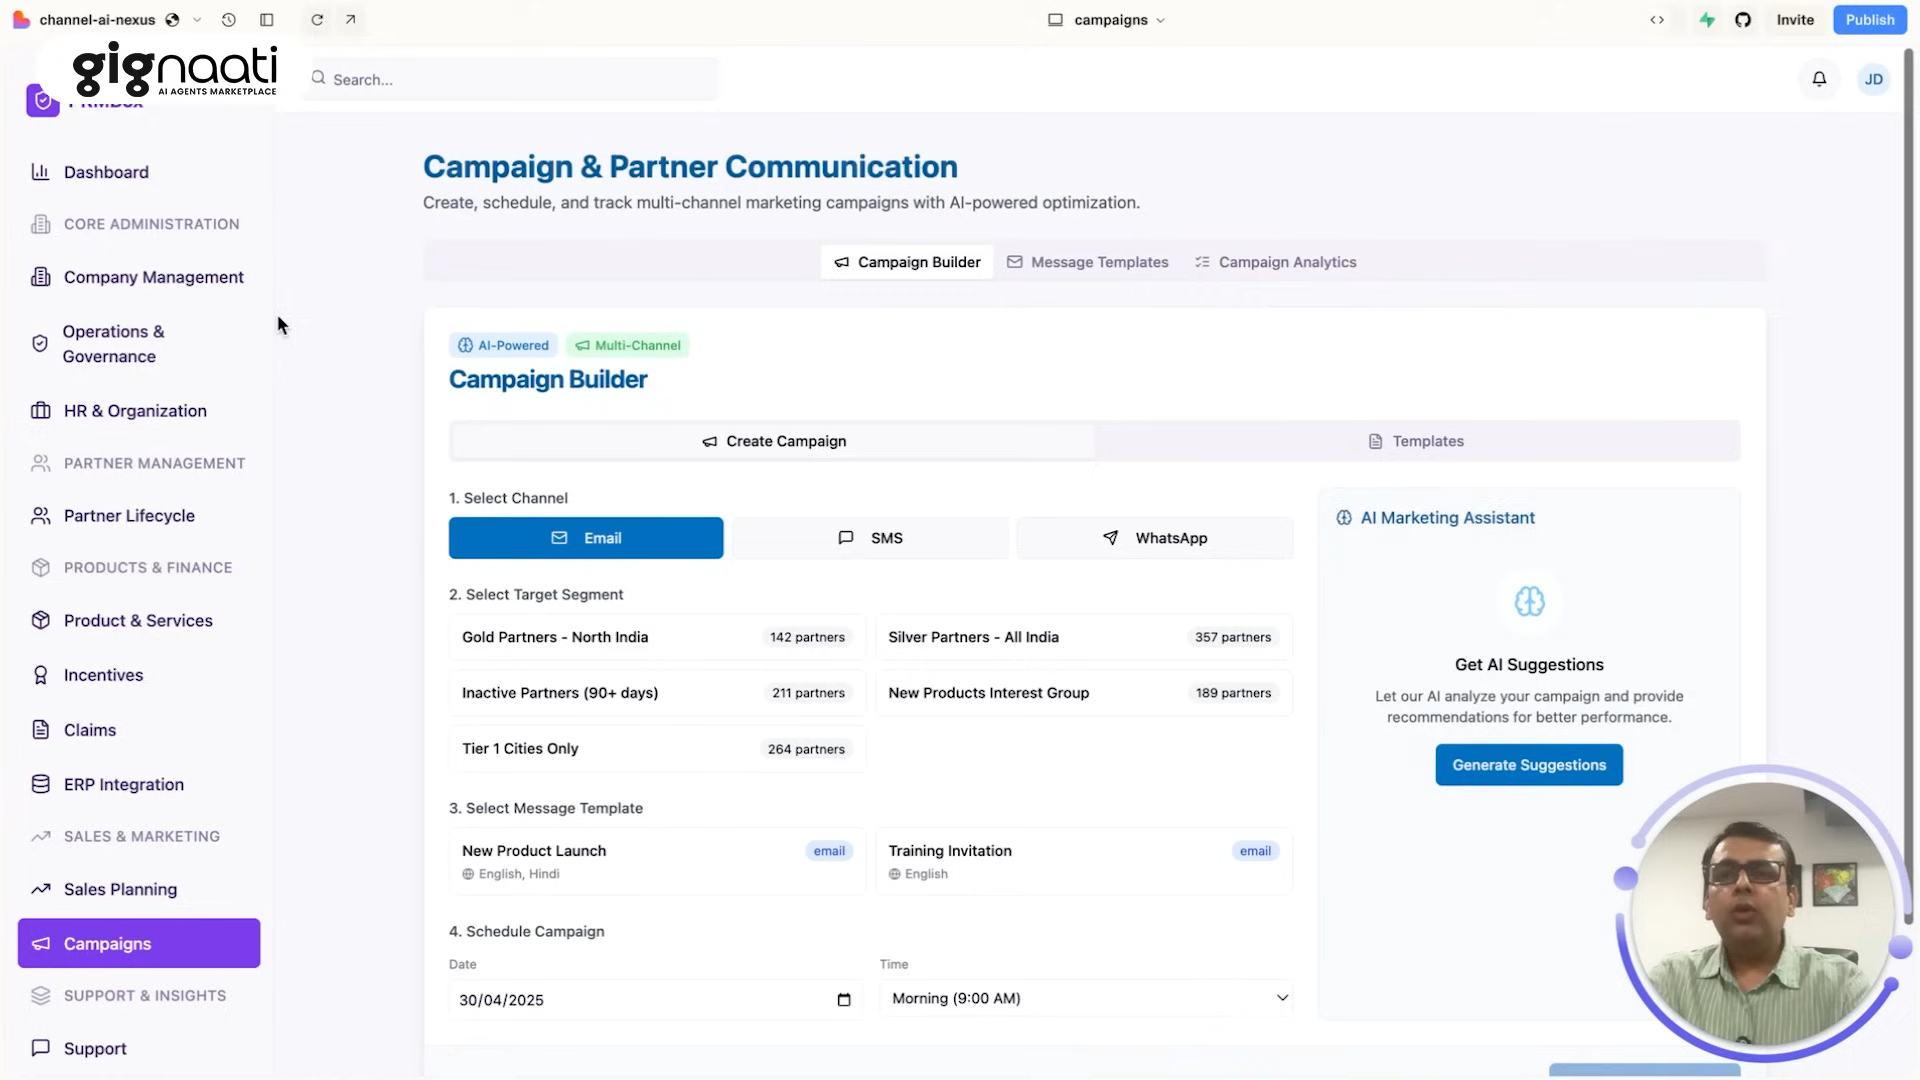 channel-ai-nexus
campaigns
Invite
Publish
gignaati
AI AGENTS MARKETPLACE
Search...
JD
Dashboard
CORE ADMINISTRATION
Company Management
Operations &
Governance
HR & Organization
PARTNER MANAGEMENT
Partner Lifecycle
PRODUCTS & FINANCE
Product & Services
Incentives
Claims
ERP Integration
SALES & MARKETING
Sales Planning
Campaigns
SUPPORT & INSIGHTS
Support
Campaign & Partner Communication
Create, schedule, and track multi-channel marketing campaigns with AI-powered optimization.
Campaign Builder
Message Templates
Campaign Analytics
AI-Powered
Multi-Channel
Campaign Builder
Create Campaign
Templates
1. Select Channel
Email
SMS
WhatsApp
2. Select Target Segment
Gold Partners - North India
142 partners
Silver Partners - All India
357 partners
Inactive Partners (90+ days)
211 partners
New Products Interest Group
189 partners
Tier 1 Cities Only
264 partners
3. Select Message Template
New Product Launch
email
English, Hindi
Training Invitation
email
English
4. Schedule Campaign
Date
30/04/2025
Time
Morning (9:00 AM)
AI Marketing Assistant
Get AI Suggestions
Let our AI analyze your campaign and provide
recommendations for better performance.
Generate Suggestions